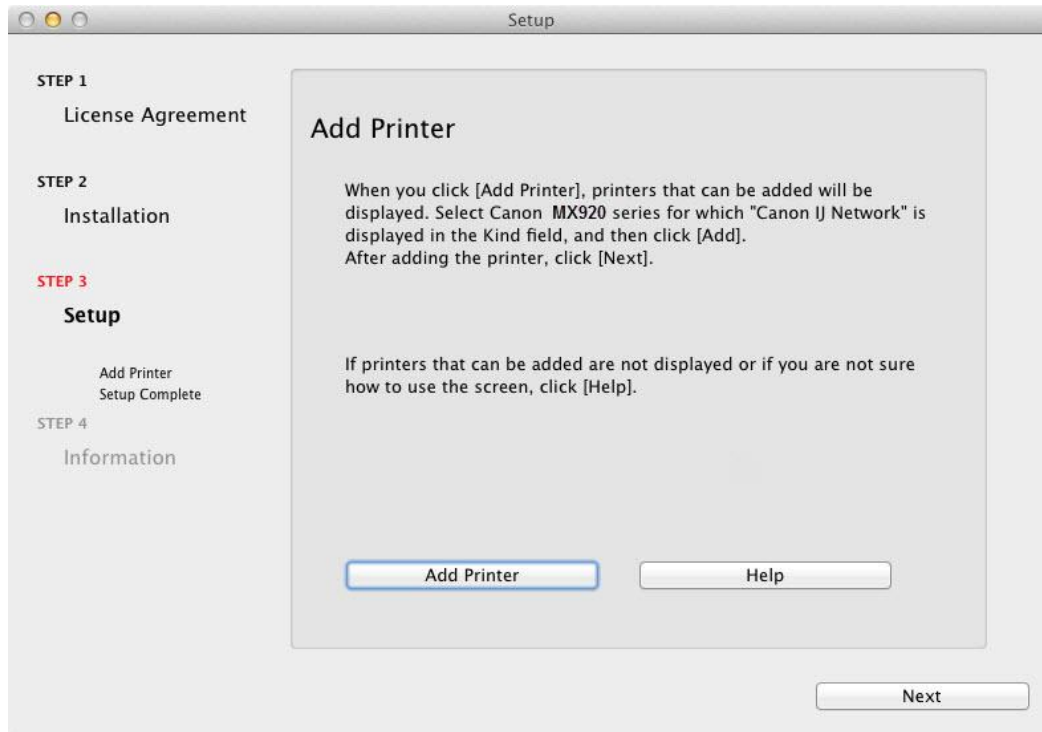 Setup
STEP 1
License Agreement
STEP 2
Installation
STEP 3
Setup
Add Printer
Setup Complete
STEP 4
Information
Add Printer
When you click [Add Printer], printers that can be added will be
displayed. Select Canon MX920 series for which "Canon IJ Network" is
displayed in the Kind field, and then click [Add].
After adding the printer, click [Next].
If printers that can be added are not displayed or if you are not sure
how to use the screen, click [Help].
Add Printer
Help
Next